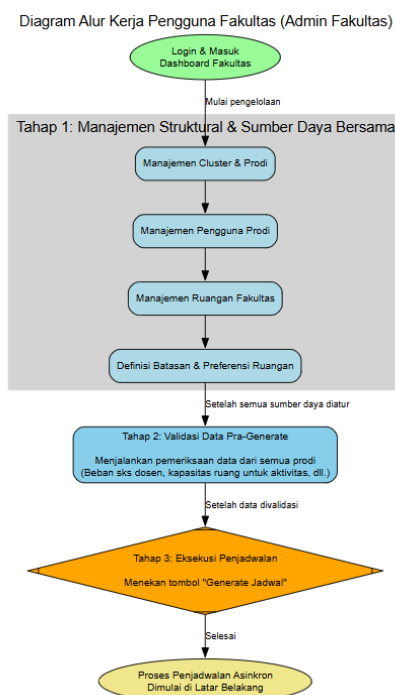 Diagram Alur Kerja Pengguna Fakultas (Admin Fakultas)
Login & Masuk
Dashboard Fakultas
Mulai pengelolaan
Tahap 1: Manajemen Struktural & Sumber Daya Bersama
Manajemen Cluster & Prodi
Manajemen Pengguna Prodi
Manajemen Ruangan Fakultas
Definisi Batasan & Preferensi Ruangan
Setelah semua sumber daya diatur
Tahap 2: Validasi Data Pra-Generate
Menjalankan pemeriksaan data dari semua prodi
(Beban sks dosen, kapasitas ruang untuk aktivitas, dll.)
Setelah data divalidasi
Tahap 3: Eksekusi Penjadwalan
Menekan tombol "Generate Jadwal"
Selesai
Proses Penjadwalan Asinkron
Dimulai di Latar Belakang